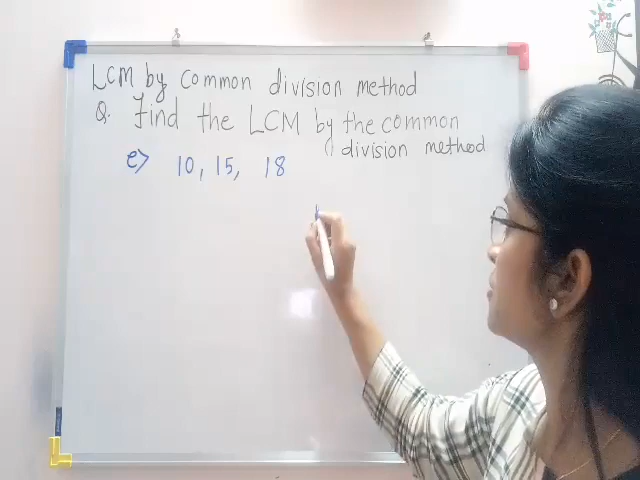 LCM by Common division method
Q. Find the LCM by the common
division method
e> 10, 15, 18